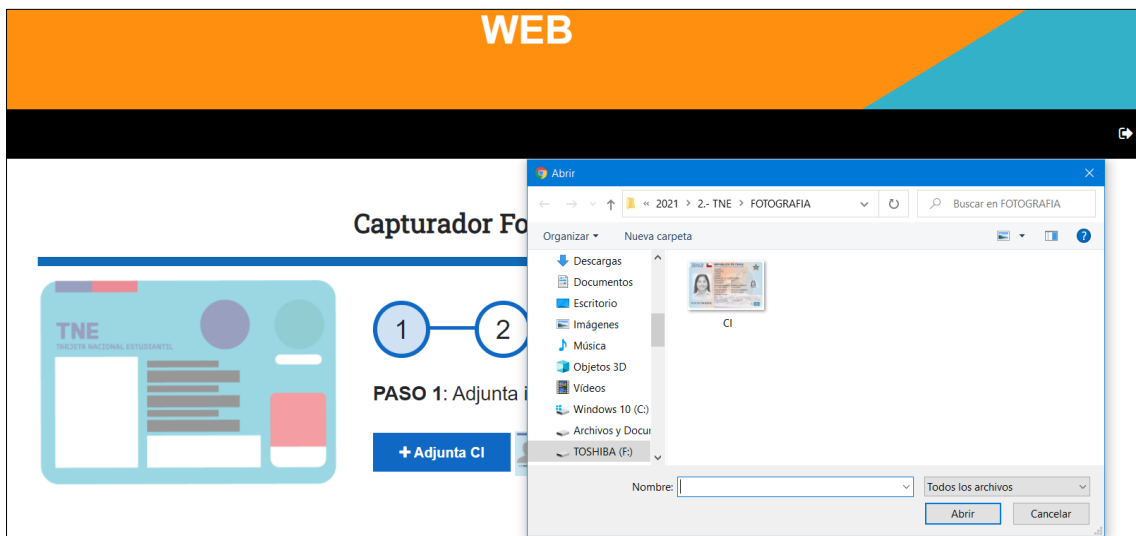 WEB
Capturador Fo
TNE
TARJETA NACIONAL ESTUDIANTIL
1
2
PASO 1: Adjunta i
+ Adjunta CI
Abrir
« 2021 > 2.- TNE > FOTOGRAFIA
Buscar en FOTOGRAFIA
Organizar
Nueva carpeta
Descargas
Documentos
Escritorio
Imágenes
Música
Objetos 3D
Vídeos
Windows 10 (C:)
Archivos y Docur
TOSHIBA (F:)
CI
Nombre:
Todos los archivos
Abrir
Cancelar